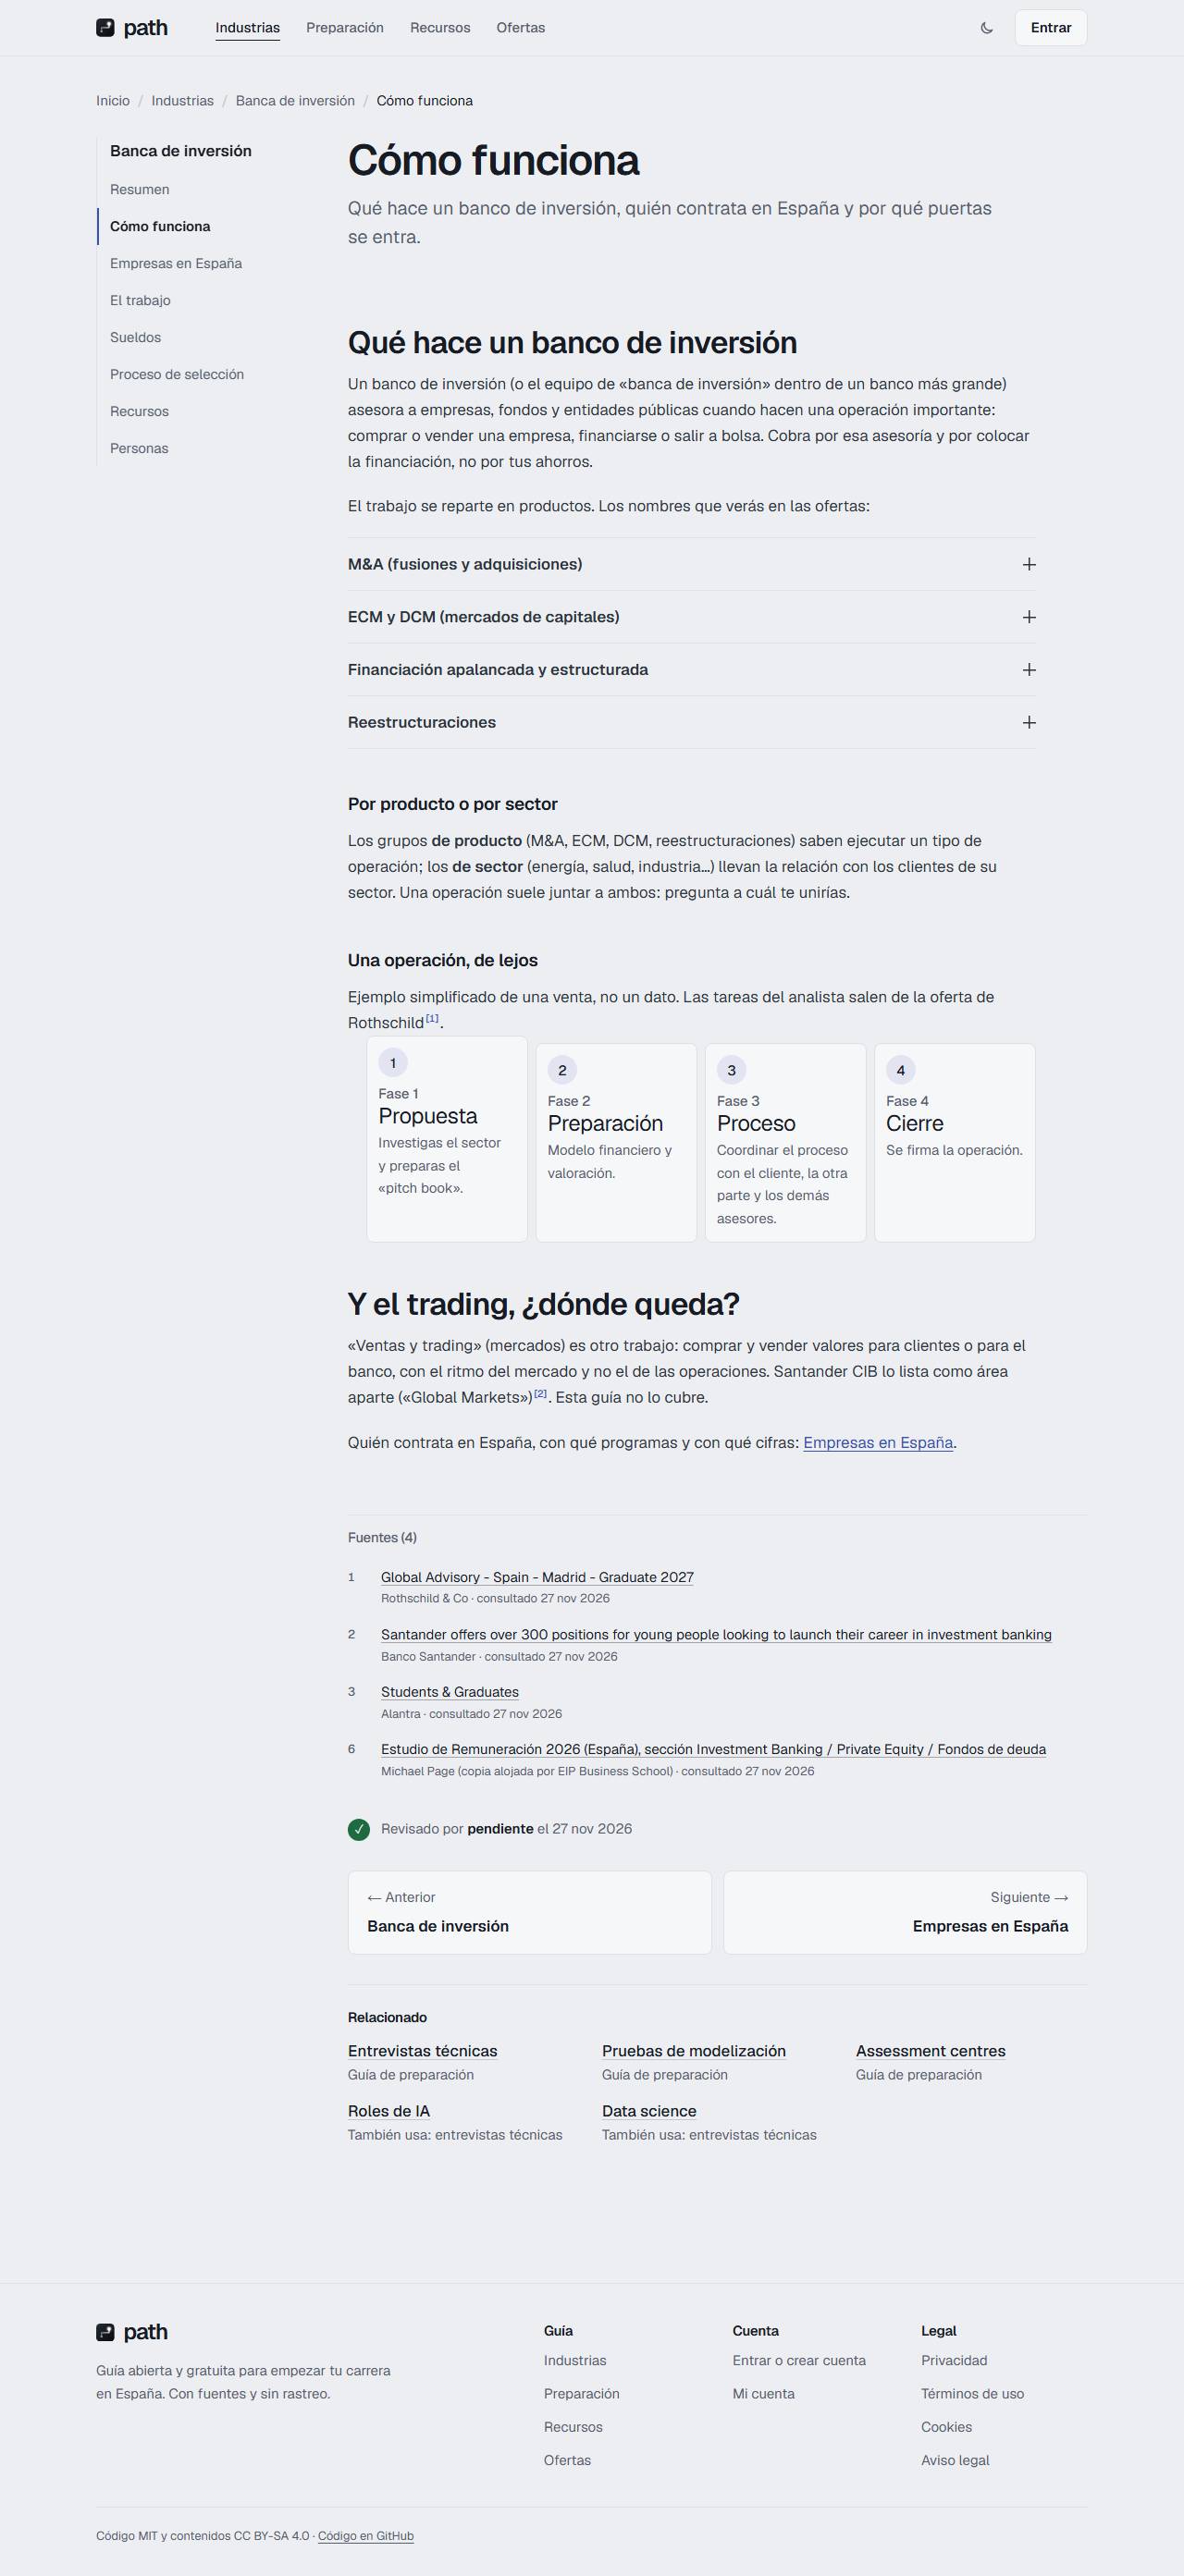 path
Industrias
Preparación
Recursos
Ofertas
Entrar
Inicio / Industrias / Banca de inversión / Cómo funciona
Banca de inversión
Resumen
Cómo funciona
Empresas en España
El trabajo
Sueldos
Proceso de selección
Recursos
Personas
Cómo funciona
Qué hace un banco de inversión, quién contrata en España y por qué puertas
se entra.
Qué hace un banco de inversión
Un banco de inversión (o el equipo de «banca de inversión» dentro de un banco más grande)
asesora a empresas, fondos y entidades públicas cuando hacen una operación importante:
comprar o vender una empresa, financiarse o salir a bolsa. Cobra por esa asesoría y por colocar
la financiación, no por tus ahorros.
El trabajo se reparte en productos. Los nombres que verás en las ofertas:
M&A (fusiones y adquisiciones)
ECM y DCM (mercados de capitales)
Financiación apalancada y estructurada
Reestructuraciones
Por producto o por sector
Los grupos de producto (M&A, ECM, DCM, reestructuraciones) saben ejecutar un tipo de
operación; los de sector (energía, salud, industria…) llevan la relación con los clientes de su
sector. Una operación suele juntar a ambos: pregunta a cuál te unirías.
Una operación, de lejos
Ejemplo simplificado de una venta, no un dato. Las tareas del analista salen de la oferta de
Rothschild[1].
1
Fase 1
Propuesta
Investigas el sector
y preparas el
«pitch book».
2
Fase 2
Preparación
Modelo financiero y
valoración.
3
Fase 3
Proceso
Coordinar el proceso
con el cliente, la otra
parte y los demás
asesores.
4
Fase 4
Cierre
Se firma la operación.
Y el trading, ¿dónde queda?
«Ventas y trading» (mercados) es otro trabajo: comprar y vender valores para clientes o para el
banco, con el ritmo del mercado y no el de las operaciones. Santander CIB lo lista como área
aparte («Global Markets»)[2]. Esta guía no lo cubre.
Quién contrata en España, con qué programas y con qué cifras: Empresas en España.
Fuentes (4)
1 Global Advisory - Spain - Madrid - Graduate 2027
Rothschild & Co · consultado 27 nov 2026
2 Santander offers over 300 positions for young people looking to launch their career in investment banking
Banco Santander · consultado 27 nov 2026
3 Students & Graduates
Alantra · consultado 27 nov 2026
6 Estudio de Remuneración 2026 (España), sección Investment Banking / Private Equity / Fondos de deuda
Michael Page (copia alojada por EIP Business School) · consultado 27 nov 2026
✓ Revisado por pendiente el 27 nov 2026
← Anterior
Banca de inversión
Siguiente →
Empresas en España
Relacionado
Entrevistas técnicas
Guía de preparación
Pruebas de modelización
Guía de preparación
Assessment centres
Guía de preparación
Roles de IA
También usa: entrevistas técnicas
Data science
También usa: entrevistas técnicas
path
Guía abierta y gratuita para empezar tu carrera
en España. Con fuentes y sin rastreo.
Guía
Industrias
Preparación
Recursos
Ofertas
Cuenta
Entrar o crear cuenta
Mi cuenta
Legal
Privacidad
Términos de uso
Cookies
Aviso legal
Código MIT y contenidos CC BY-SA 4.0 · Código en GitHub